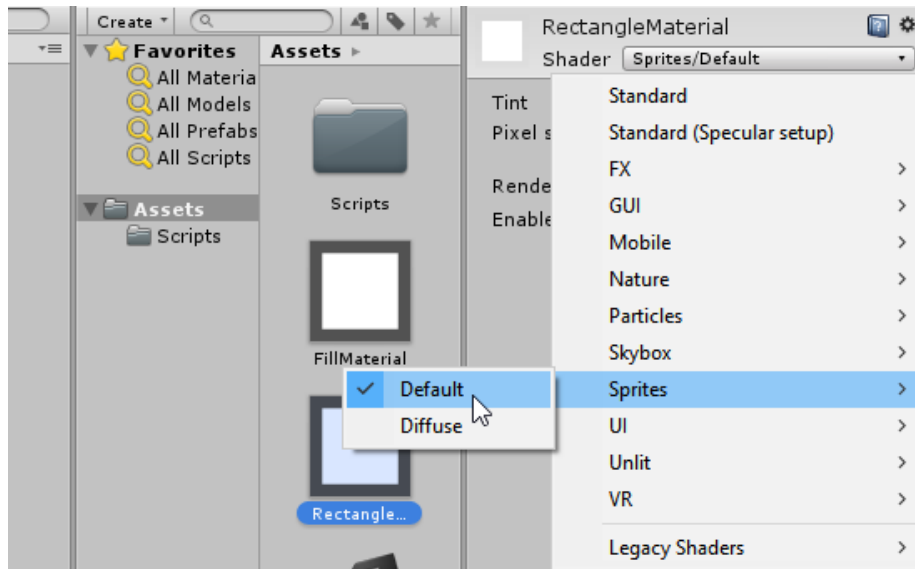 Create
Favorites
All Materia
All Models
All Prefabs
All Scripts
Assets
Scripts
Assets
Scripts
FillMaterial
Rectangle...
RectangleMaterial
Shader Sprites/Default
Tint
Pixel s
Rende
Enable
Standard
Standard (Specular setup)
FX
GUI
Mobile
Nature
Particles
Skybox
Sprites
UI
Unlit
VR
Legacy Shaders
Default
Diffuse